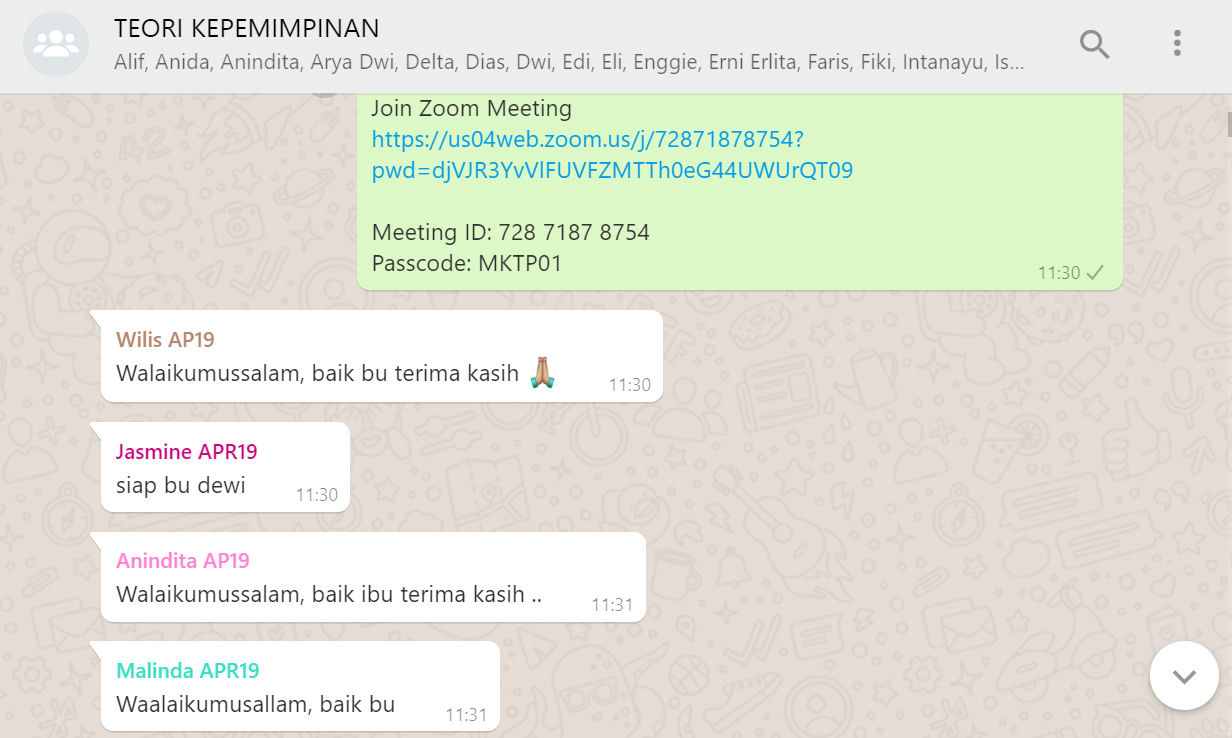 TEORI KEPEMIMPINAN
Alif, Anida, Anindita, Arya Dwi, Delta, Dias, Dwi, Edi, Eli, Enggie, Erni Erlita, Faris, Fiki, Intanayu, Is...
Join Zoom Meeting
https://us04web.zoom.us/j/72871878754?
pwd=djVJR3YvVlFUVFZMTTh0eG44UWUrQT09
Meeting ID: 728 7187 8754
Passcode: MKTP01
11:30
Wilis AP19
Walaikumussalam, baik bu terima kasih 🙏🏽
11:30
Jasmine APR19
siap bu dewi
11:30
Anindita AP19
Walaikumussalam, baik ibu terima kasih ..
11:31
Malinda APR19
Waalaikumusallam, baik bu
11:31